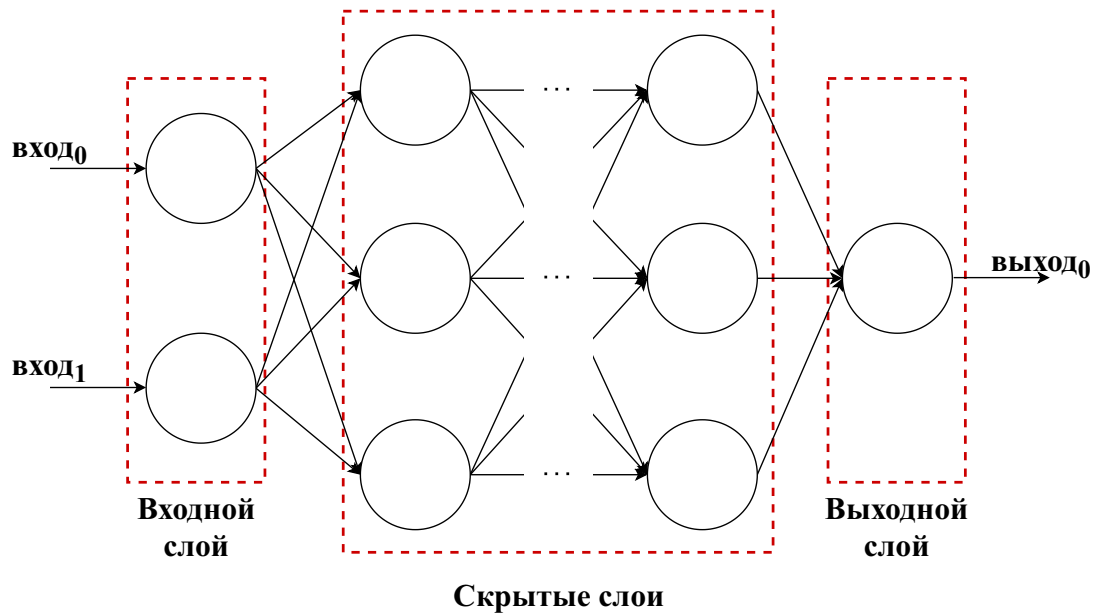 вход₀
вход₁
...
...
...
выход₀
Входной
слой
Скрытые слои
Выходной
слой